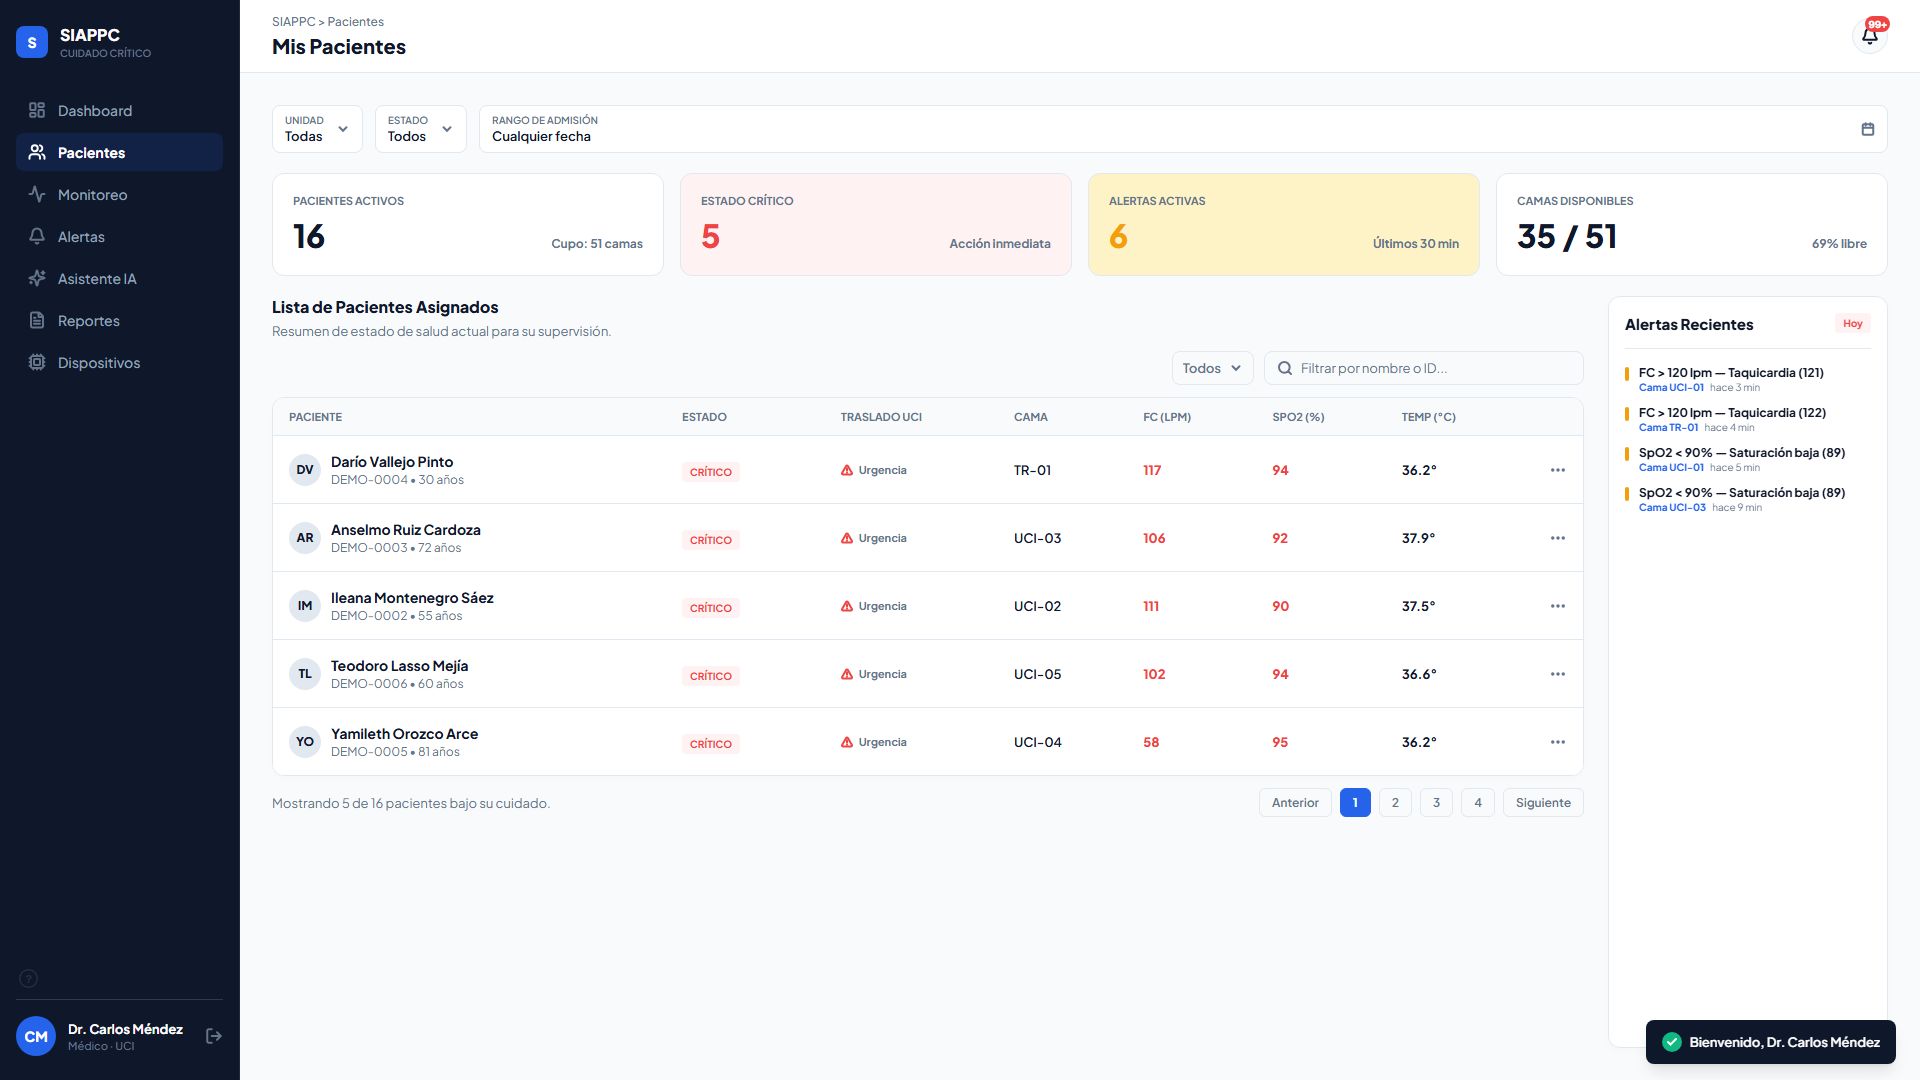 S
SIAPPC
CUIDADO CRÍTICO
Dashboard
Pacientes
Monitoreo
Alertas
Asistente IA
Reportes
Dispositivos
?
CM
Dr. Carlos Méndez
Médico · UCI
SIAPPC > Pacientes
Mis Pacientes
99+
UNIDAD
Todas
ESTADO
Todos
RANGO DE ADMISIÓN
Cualquier fecha
PACIENTES ACTIVOS
16
Cupo: 51 camas
ESTADO CRÍTICO
5
Acción inmediata
ALERTAS ACTIVAS
6
Últimos 30 min
CAMAS DISPONIBLES
35 / 51
69% libre
Lista de Pacientes Asignados
Resumen de estado de salud actual para su supervisión.
Todos
Filtrar por nombre o ID...
PACIENTE ESTADO TRASLADO UCI CAMA FC (LPM) SPO2 (%) TEMP (°C)
DV Darío Vallejo Pinto CRÍTICO Urgencia TR-01 117 94 36.2°
DEMO-0004 • 30 años
AR Anselmo Ruiz Cardoza CRÍTICO Urgencia UCI-03 106 92 37.9°
DEMO-0003 • 72 años
IM Ileana Montenegro Sáez CRÍTICO Urgencia UCI-02 111 90 37.5°
DEMO-0002 • 55 años
TL Teodoro Lasso Mejía CRÍTICO Urgencia UCI-05 102 94 36.6°
DEMO-0006 • 60 años
YO Yamileth Orozco Arce CRÍTICO Urgencia UCI-04 58 95 36.2°
DEMO-0005 • 81 años
Mostrando 5 de 16 pacientes bajo su cuidado.
Anterior 1 2 3 4 Siguiente
Alertas Recientes
Hoy
FC > 120 lpm — Taquicardia (121)
Cama UCI-01 hace 3 min
FC > 120 lpm — Taquicardia (122)
Cama TR-01 hace 4 min
SpO2 < 90% — Saturación baja (89)
Cama UCI-01 hace 5 min
SpO2 < 90% — Saturación baja (89)
Cama UCI-03 hace 9 min
Bienvenido, Dr. Carlos Méndez